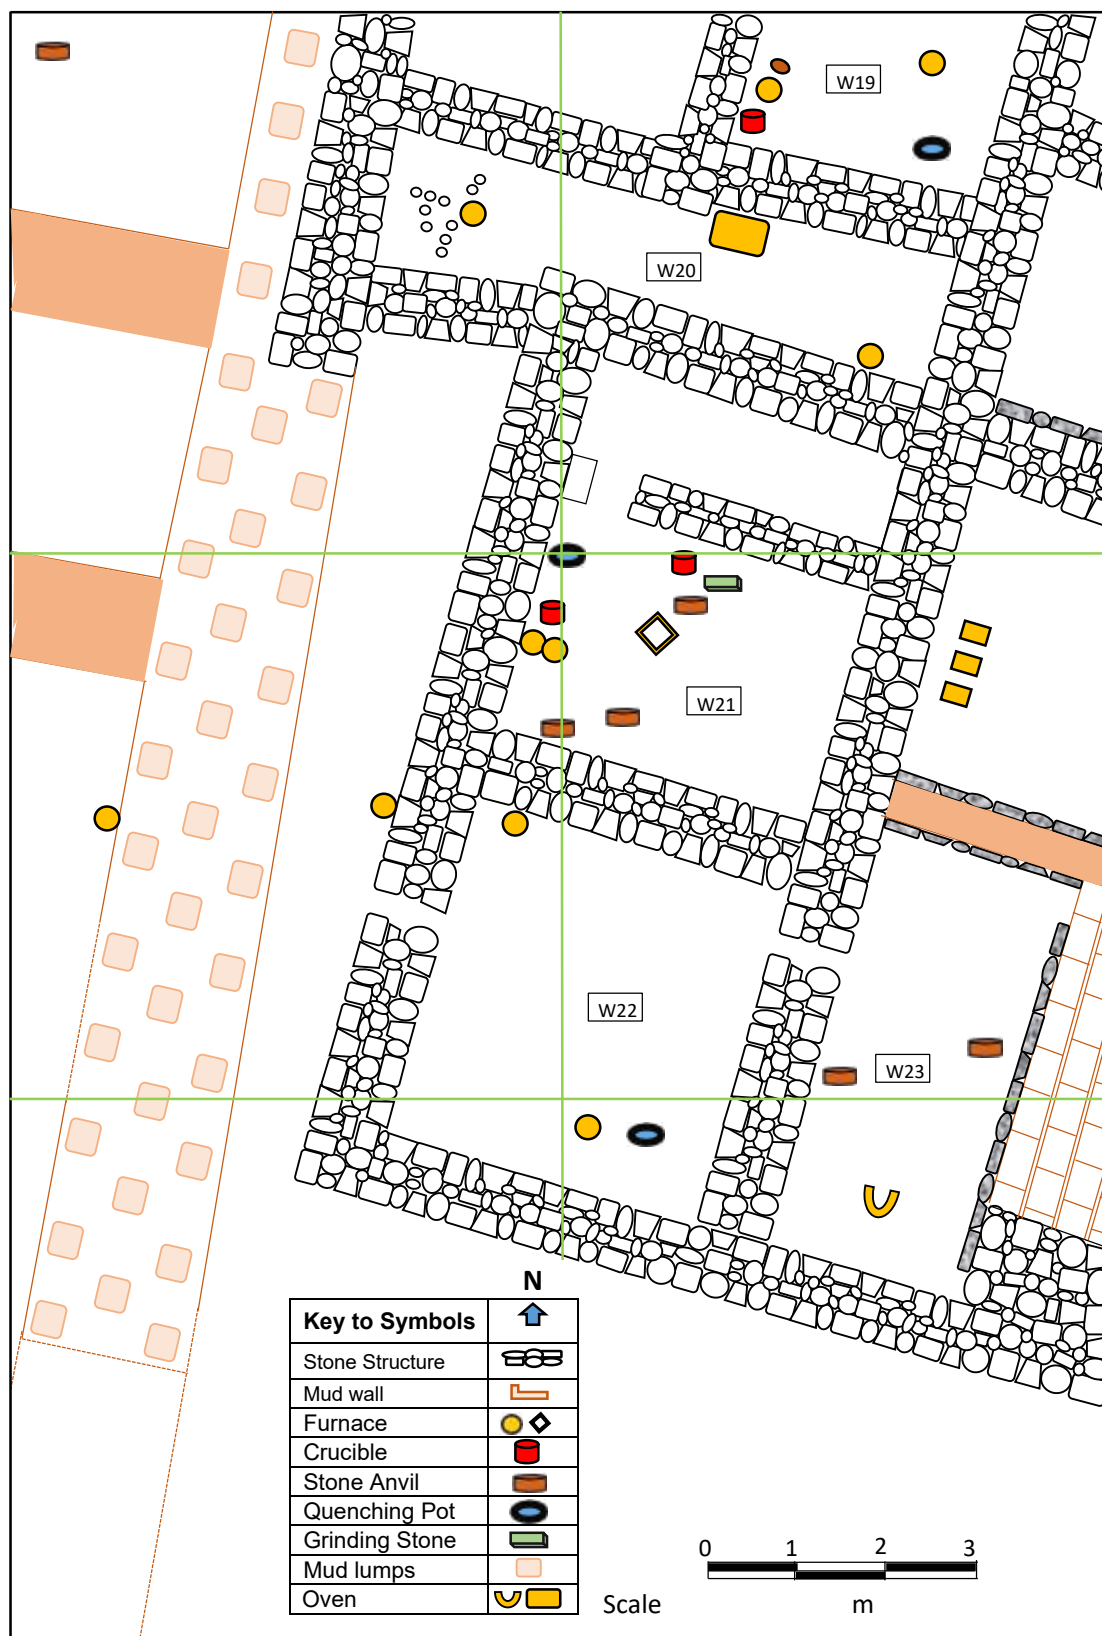 W19
W20
W21
W22
W23
N
Key to Symbols
Stone Structure
Mud wall
Furnace
Crucible
Stone Anvil
Quenching Pot
Grinding Stone
Mud lumps
Oven
0 1 2 3
Scale m